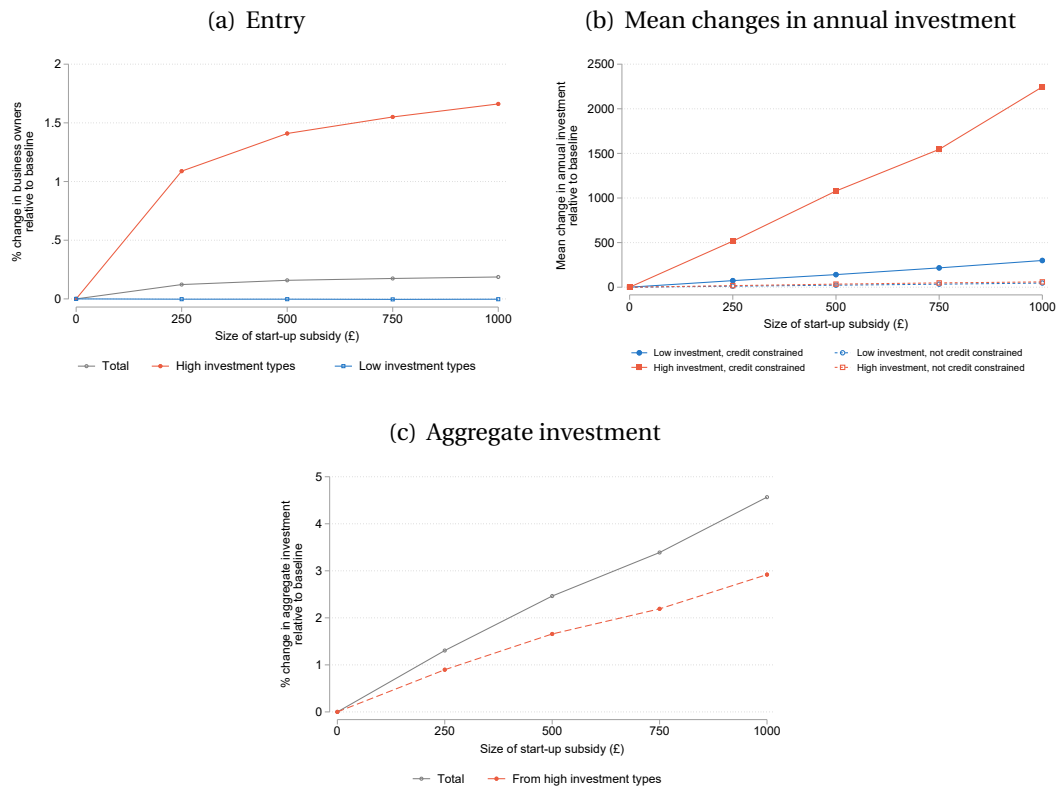 (a) Entry
2
1.5
1
.5
0
% change in business owners
relative to baseline
0 250 500 750 1000
Size of start-up subsidy (£)
Total High investment types Low investment types
(b) Mean changes in annual investment
2500
2000
1500
1000
500
0
Mean change in annual investment
relative to baseline
0 250 500 750 1000
Size of start-up subsidy (£)
Low investment, credit constrained Low investment, not credit constrained
High investment, credit constrained High investment, not credit constrained
(c) Aggregate investment
5
4
3
2
1
0
% change in aggregate investment
relative to baseline
0 250 500 750 1000
Size of start-up subsidy (£)
Total From high investment types